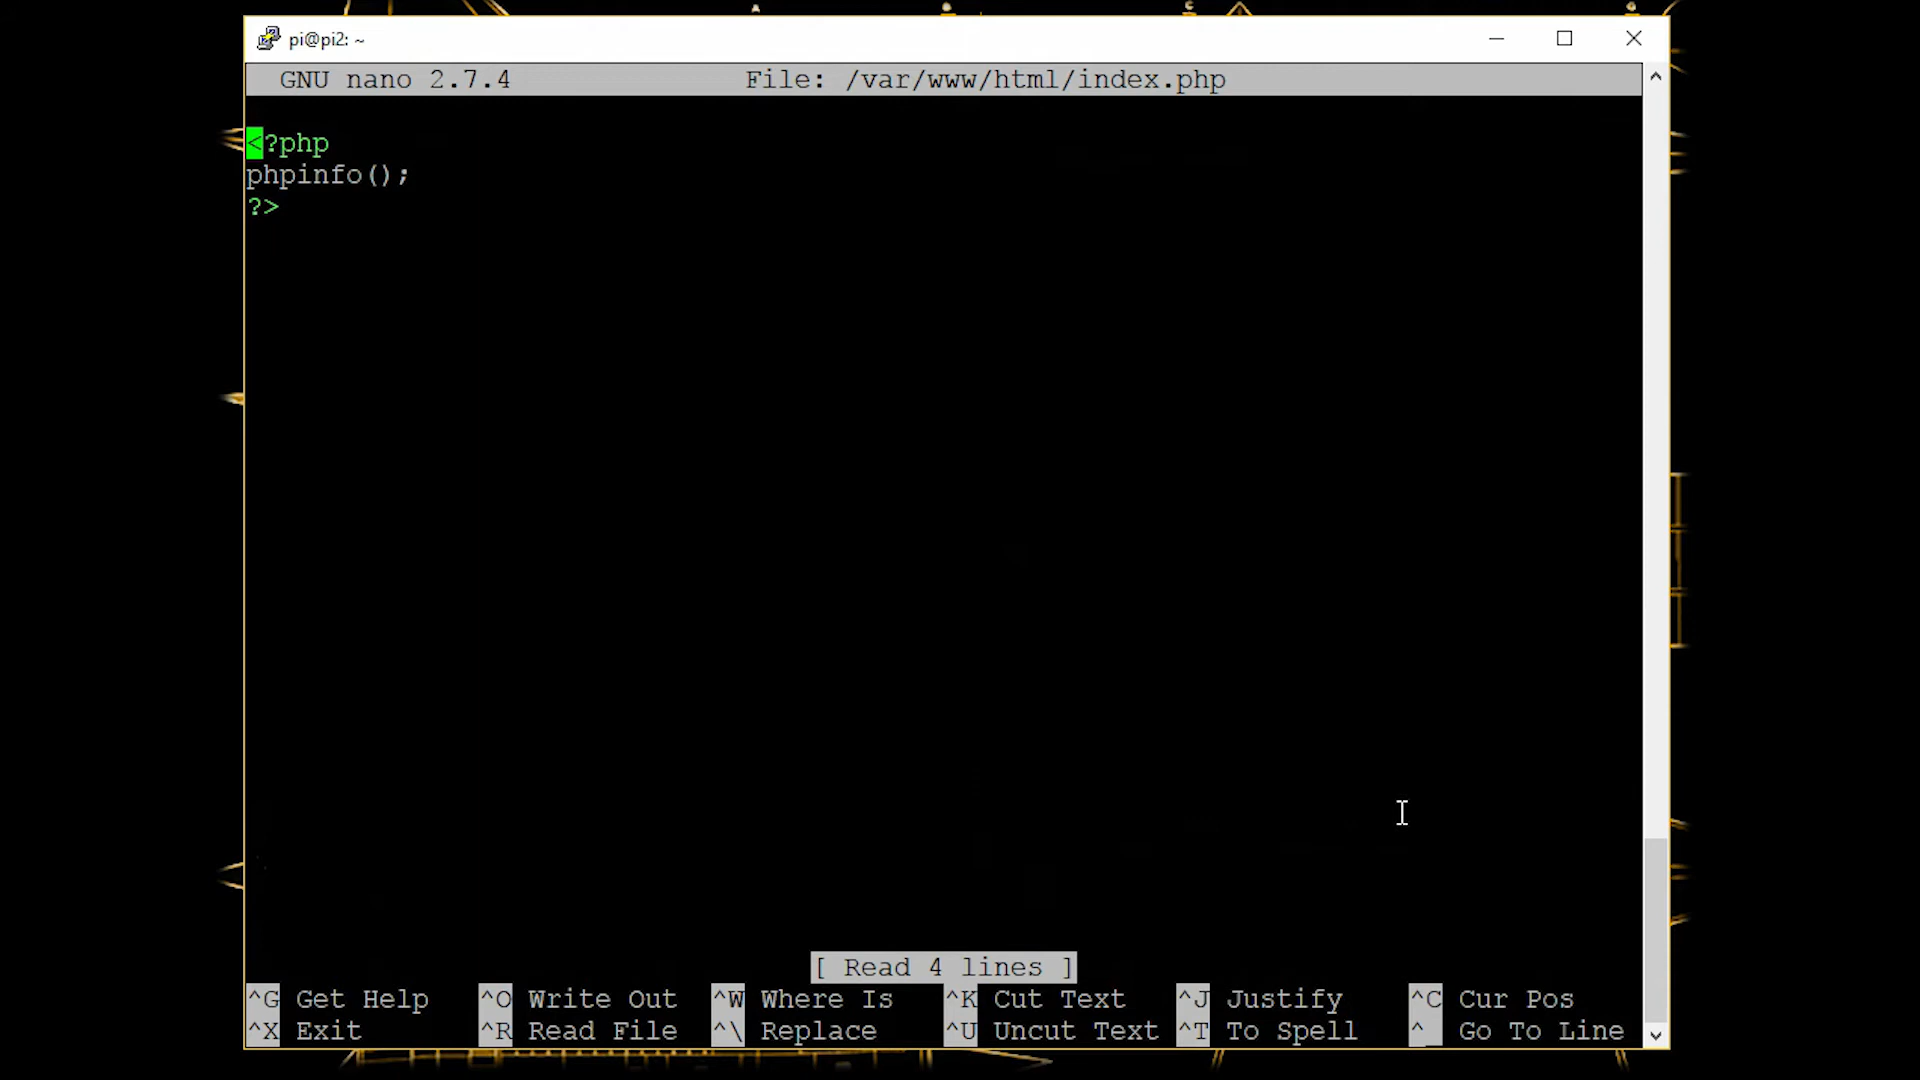 pi@pi2: ~
GNU nano 2.7.4 File: /var/www/html/index.php
<?php
phpinfo();
?>
[ Read 4 lines ]
^G Get Help ^O Write Out ^W Where Is ^K Cut Text ^J Justify ^C Cur Pos
^X Exit ^R Read File ^\ Replace ^U Uncut Text ^T To Spell ^_ Go To Line